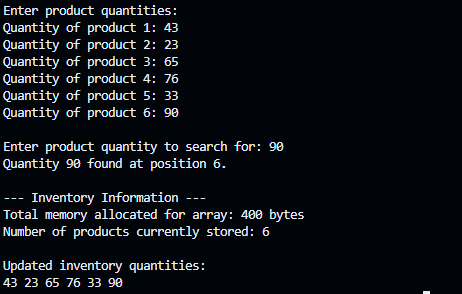 Enter product quantities:
Quantity of product 1: 43
Quantity of product 2: 23
Quantity of product 3: 65
Quantity of product 4: 76
Quantity of product 5: 33
Quantity of product 6: 90
Enter product quantity to search for: 90
Quantity 90 found at position 6.
--- Inventory Information ---
Total memory allocated for array: 400 bytes
Number of products currently stored: 6
Updated inventory quantities:
43 23 65 76 33 90